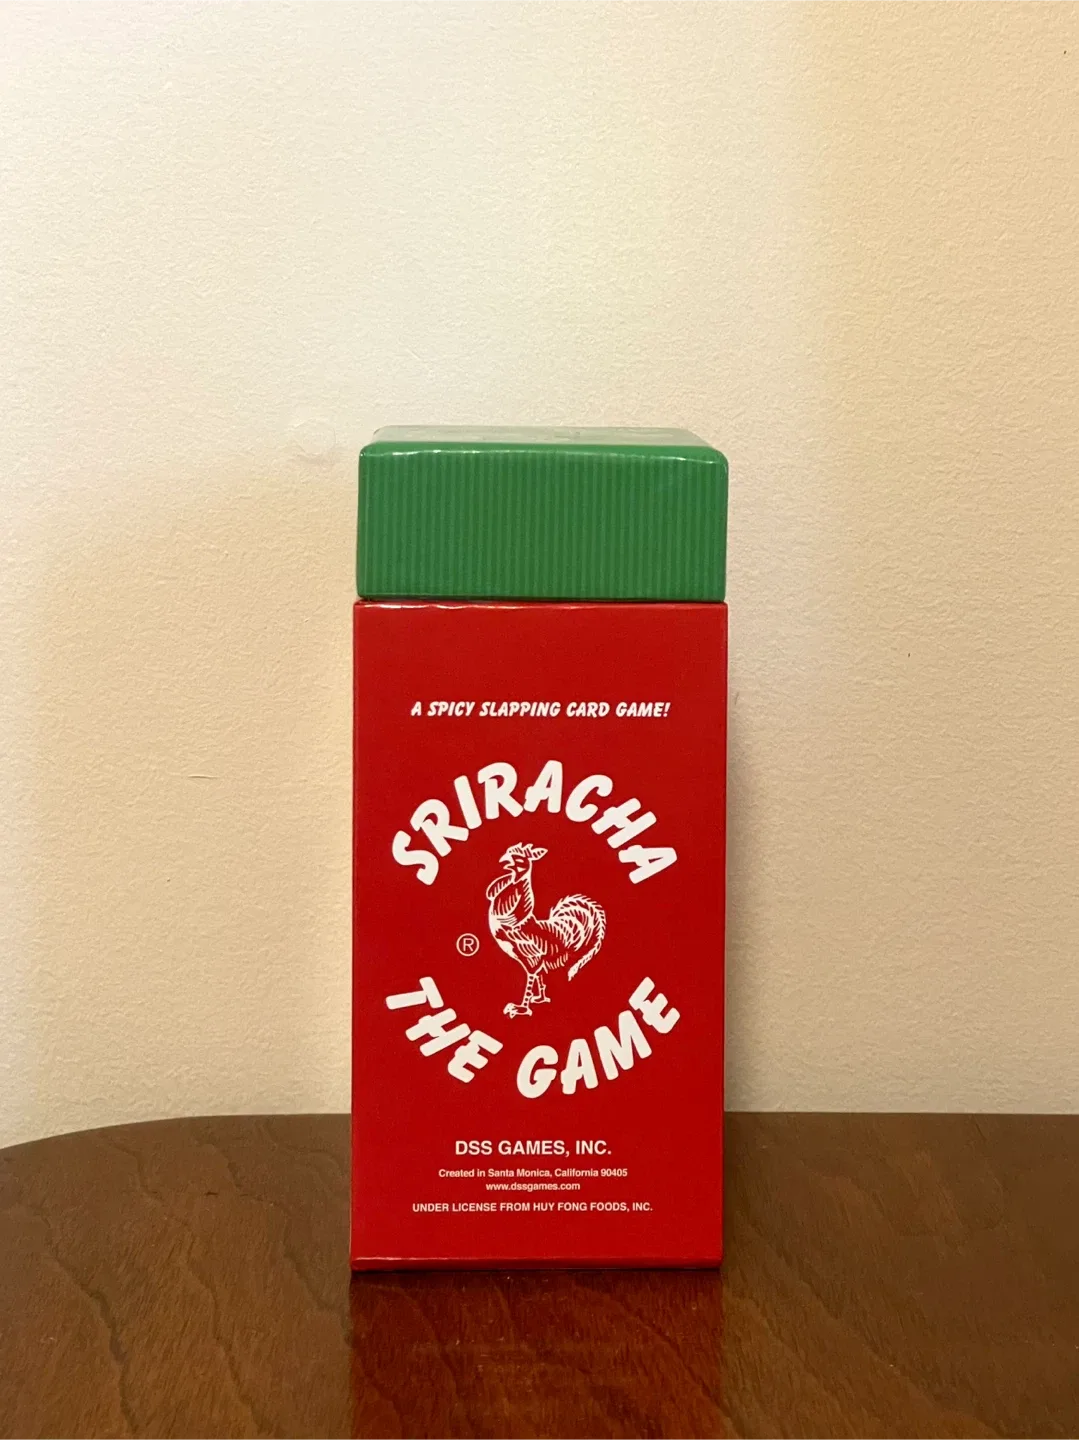 A SPICY SLAPPING CARD GAME!
SRIRACHA
®
THE GAME
DSS GAMES, INC.
Created in Santa Monica, California 90405
www.dssgames.com
UNDER LICENSE FROM HUY FONG FOODS, INC.